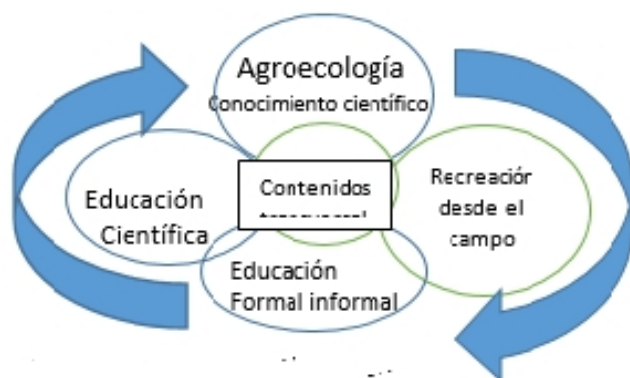 Agroecología
Conocimiento científico
Contenidos
Recreación
desde el
campo
Educación
Científica
Educación
Formal informal